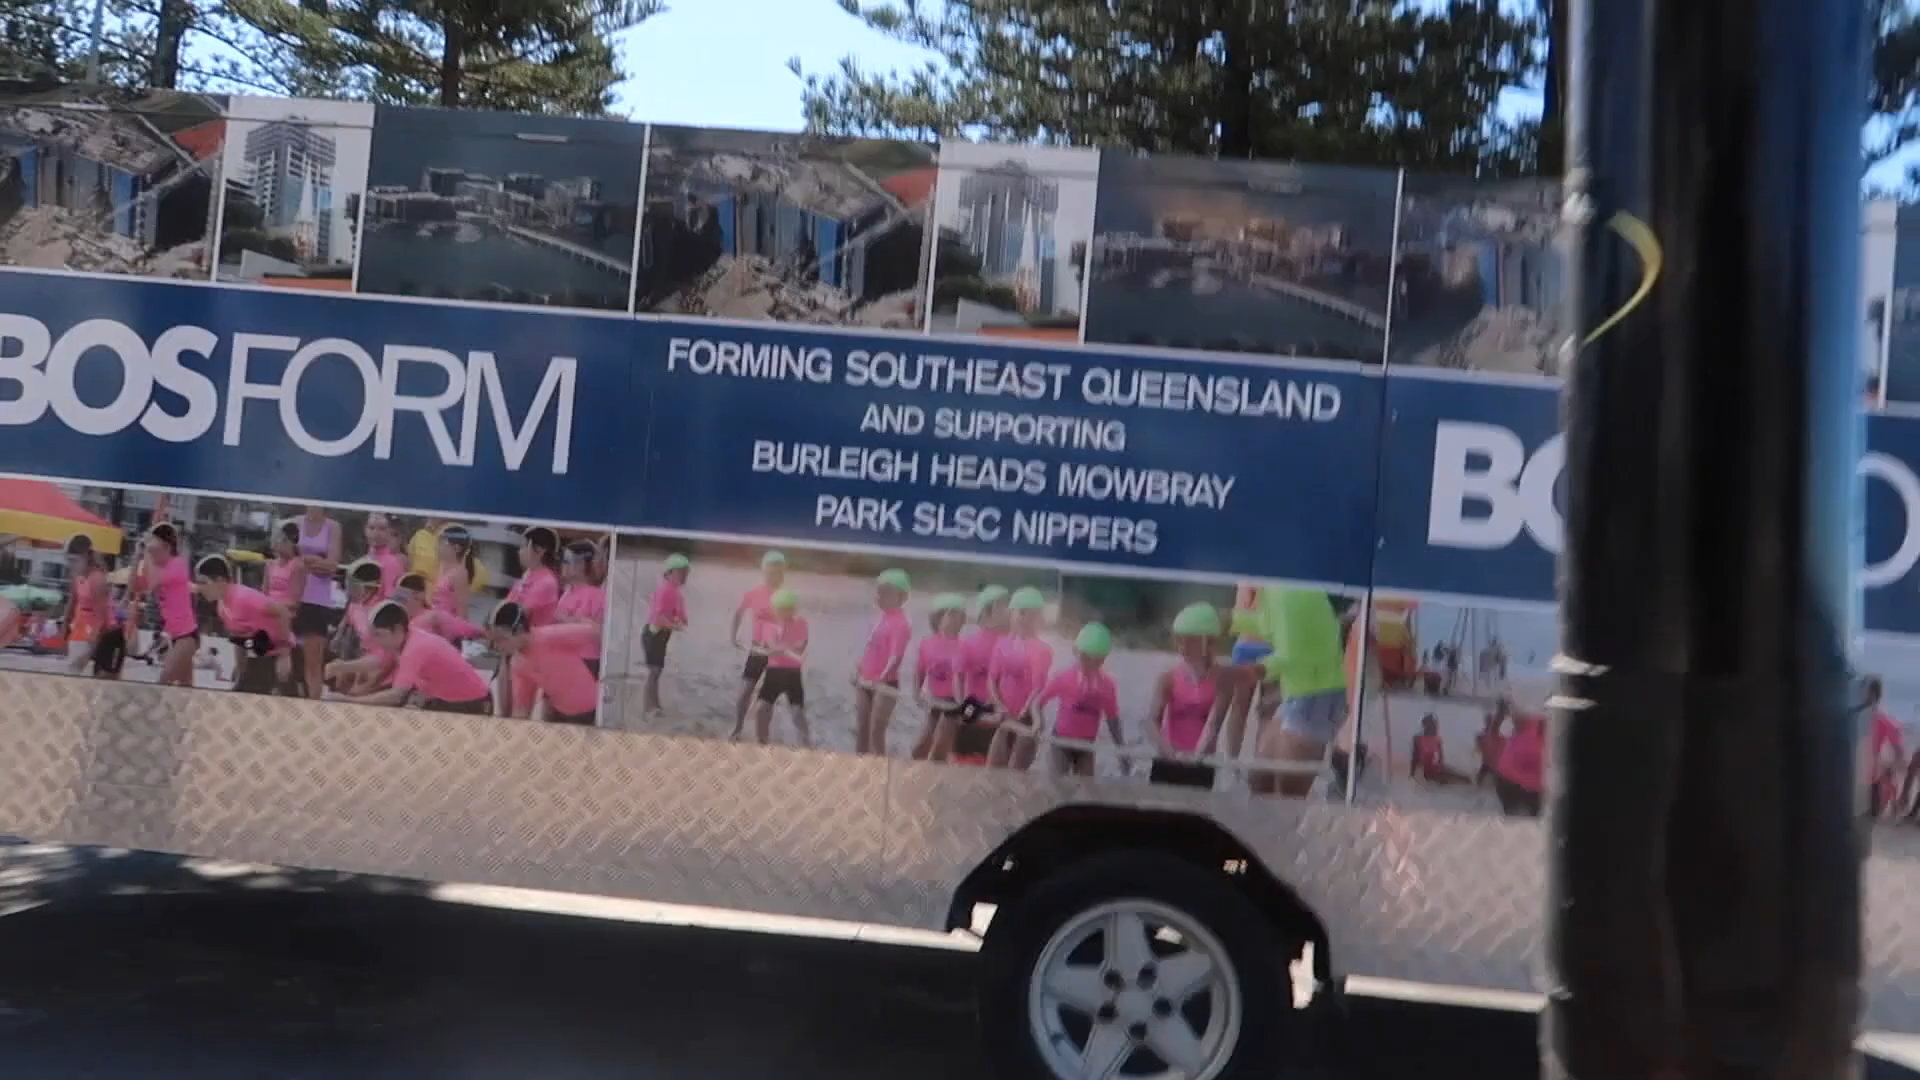 BOSFORM
FORMING SOUTHEAST QUEENSLAND
AND SUPPORTING
BURLEIGH HEADS MOWBRAY
PARK SLSC NIPPERS